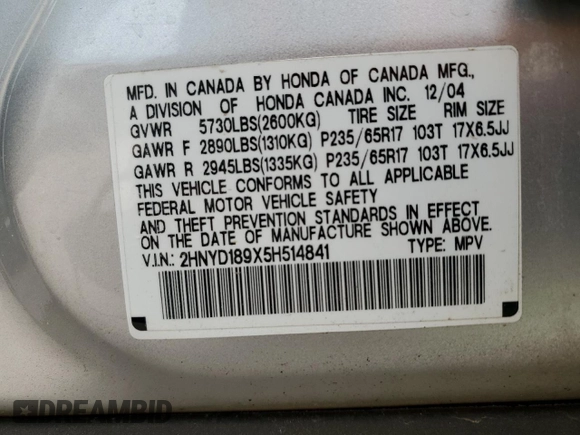 MFD. IN CANADA BY HONDA OF CANADA MFG.,
A DIVISION OF HONDA CANADA INC. 12/04
GVWR 5730LBS(2600KG) TIRE SIZE RIM SIZE
GAWR F 2890LBS(1310KG) P235/65R17 103T 17X6.5JJ
GAWR R 2945LBS(1335KG) P235/65R17 103T 17X6.5JJ
THIS VEHICLE CONFORMS TO ALL APPLICABLE
FEDERAL MOTOR VEHICLE SAFETY
AND THEFT PREVENTION STANDARDS IN EFFECT
ON THE DATE OF MANUFACTURE SHOWN ABOVE.
V.I.N.: 2HNYD189X5H514841 TYPE: MPV
DREAMBID